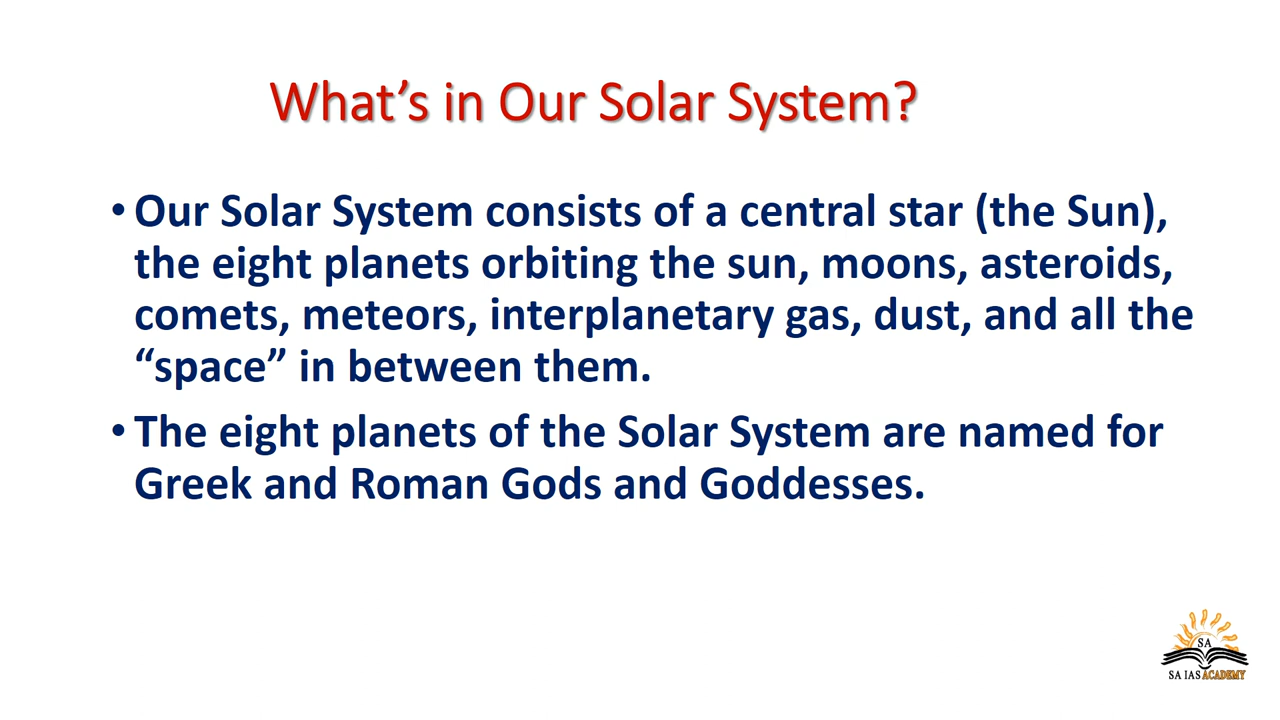 What’s in Our Solar System?
• Our Solar System consists of a central star (the Sun),
the eight planets orbiting the sun, moons, asteroids,
comets, meteors, interplanetary gas, dust, and all the
“space” in between them.
• The eight planets of the Solar System are named for
Greek and Roman Gods and Goddesses.
SA
SA IAS ACADEMY